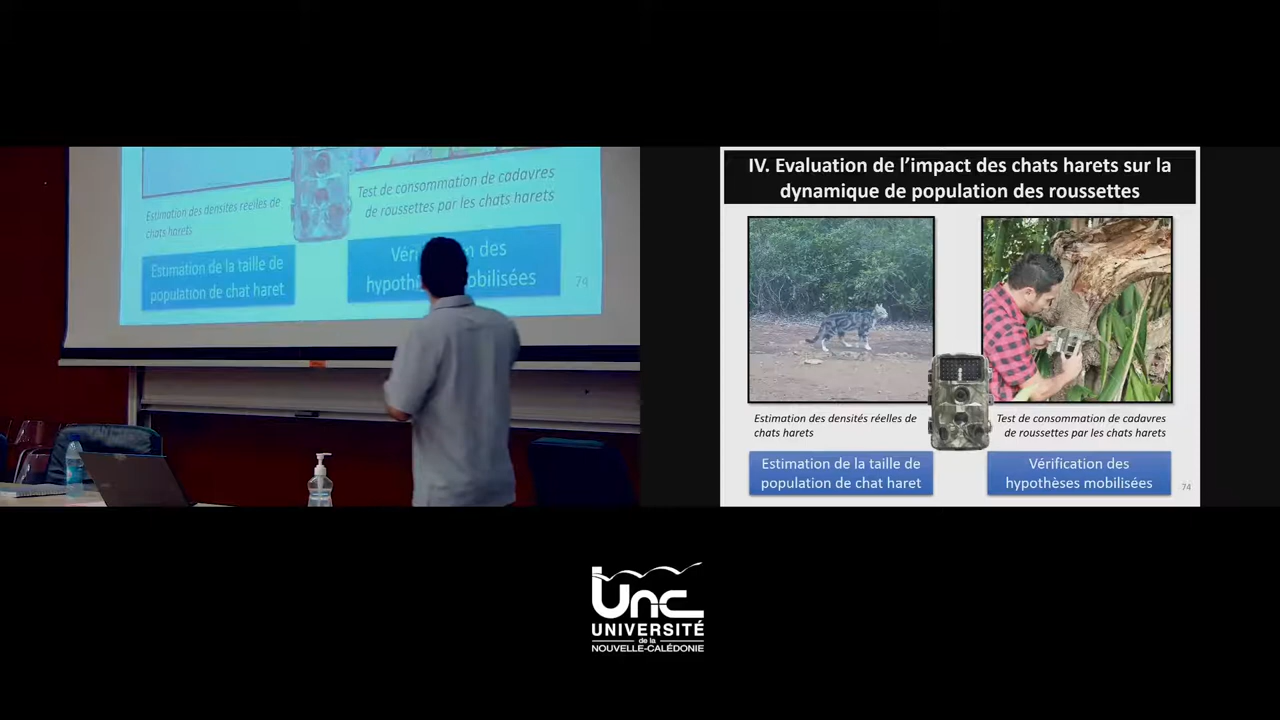 Test de consommation de cadavres
de roussettes par les chats harets
Estimation des densités réelles de
chats harets
Estimation de la taille de
population de chat haret
hypoth mobilisées
74
IV. Evaluation de l'impact des chats harets sur la
dynamique de population des roussettes
Estimation des densités réelles de
chats harets
Test de consommation de cadavres
de roussettes par les chats harets
Estimation de la taille de
population de chat haret
Vérification des
hypothèses mobilisées
74
unc
UNIVERSITÉ
de la
NOUVELLE-CALÉDONIE